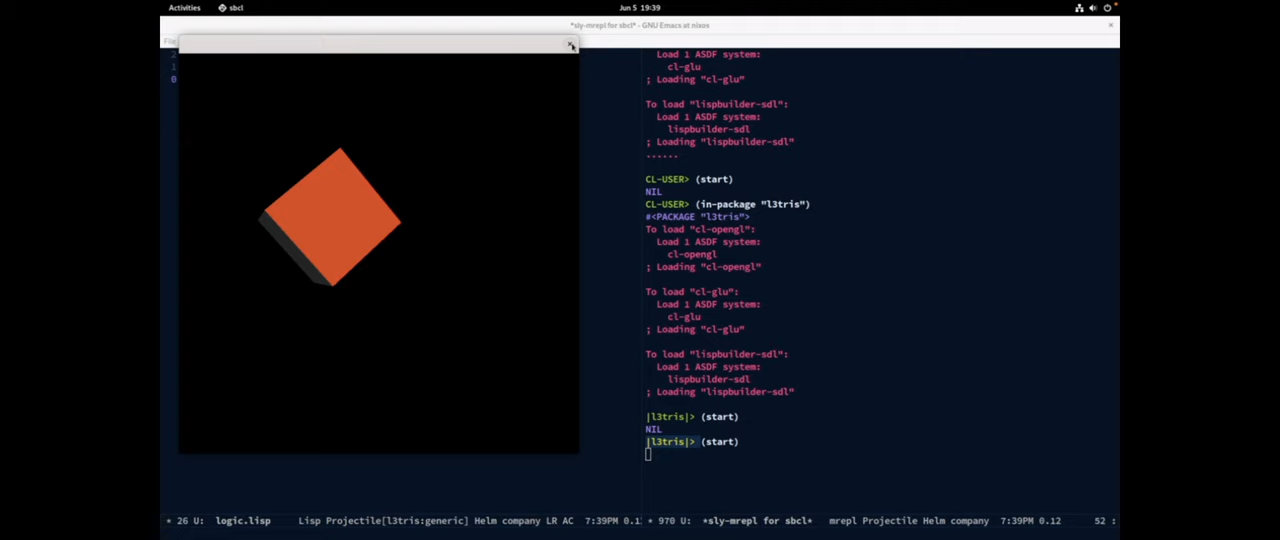 Activities sbcl Jun 5 19:39
*sly-mrepl for sbcl* - GNU Emacs at nixos
File
2
1
0
Load 1 ASDF system:
cl-glu
; Loading "cl-glu"
To load "lispbuilder-sdl":
Load 1 ASDF system:
lispbuilder-sdl
; Loading "lispbuilder-sdl"
......
CL-USER> (start)
NIL
CL-USER> (in-package "l3tris")
#<PACKAGE "l3tris">
To load "cl-opengl":
Load 1 ASDF system:
cl-opengl
; Loading "cl-opengl"
To load "cl-glu":
Load 1 ASDF system:
cl-glu
; Loading "cl-glu"
To load "lispbuilder-sdl":
Load 1 ASDF system:
lispbuilder-sdl
; Loading "lispbuilder-sdl"
|l3tris|> (start)
NIL
|l3tris|> (start)
* 26 U: logic.lisp Lisp Projectile[l3tris:generic] Helm company LR AC 7:39PM 0.1
* 970 U: *sly-mrepl for sbcl* mrepl Projectile Helm company 7:39PM 0.12 52 :